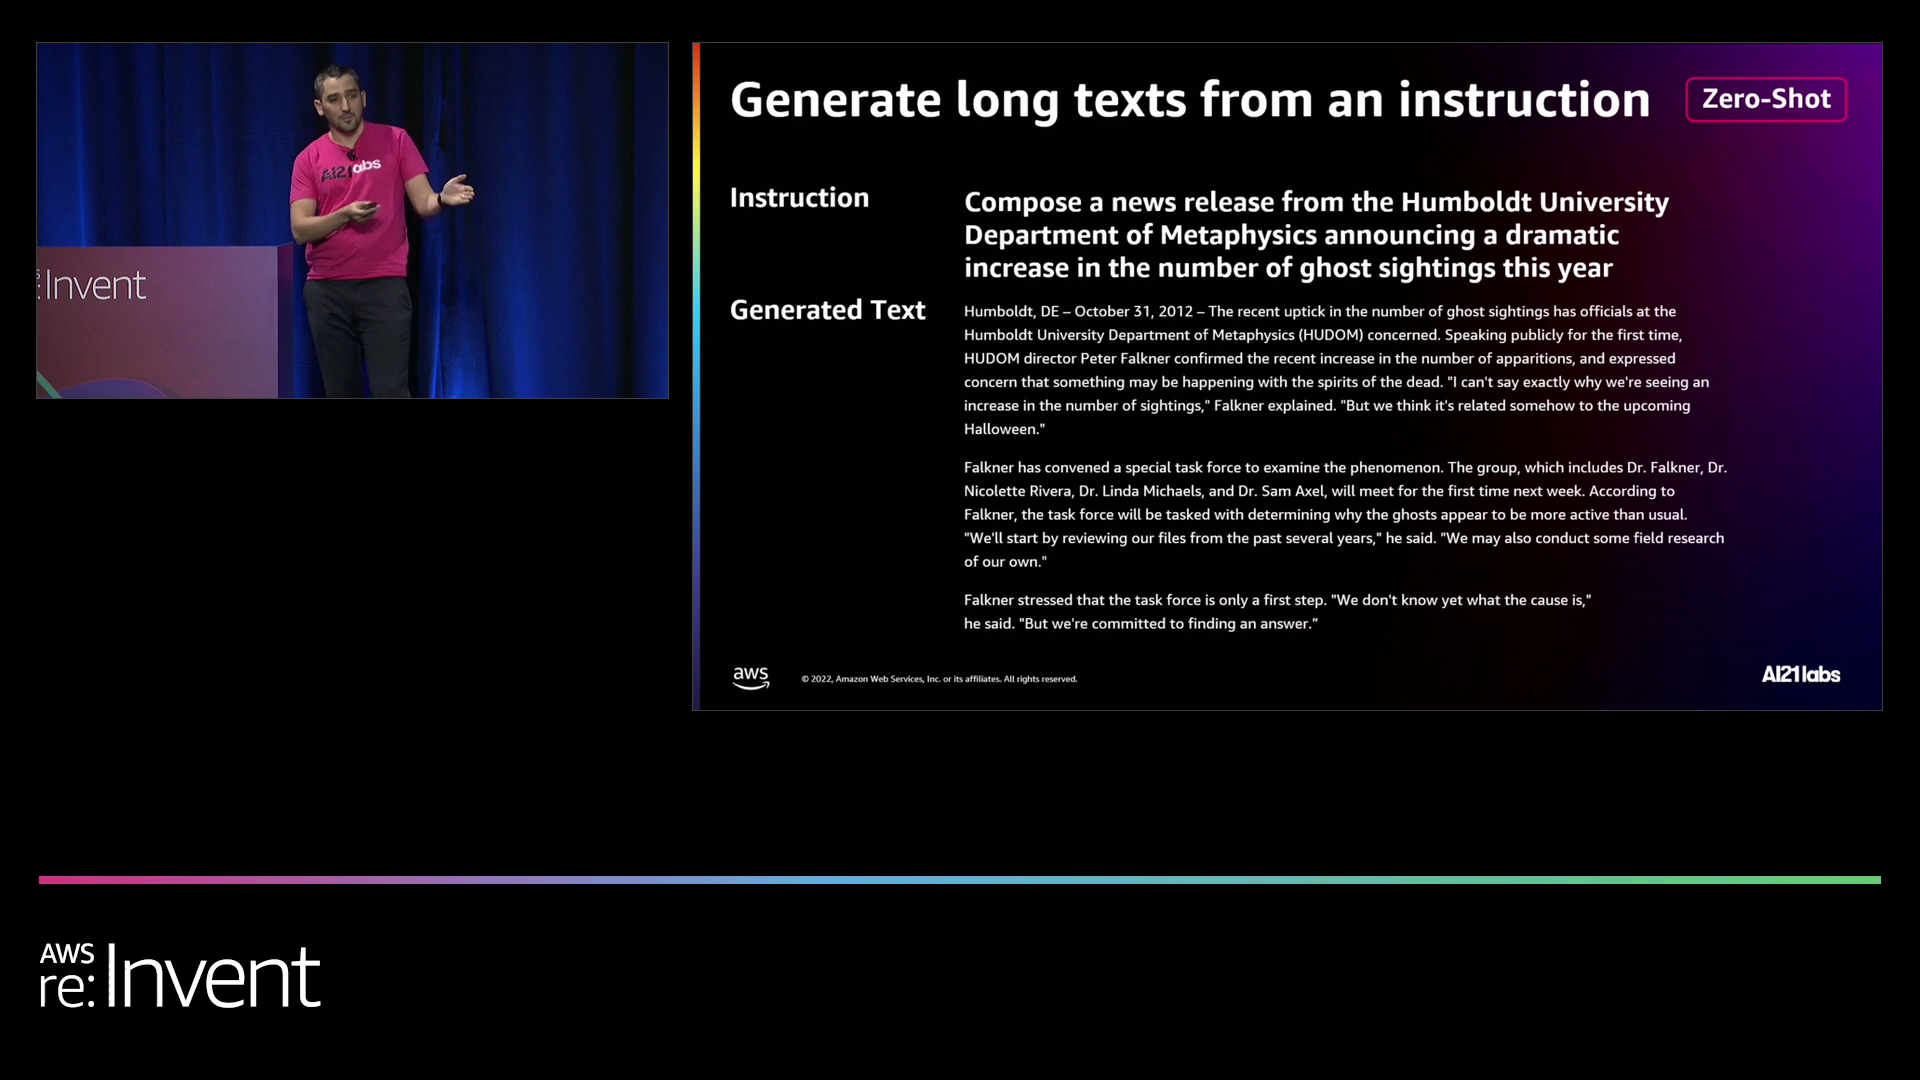 AI21labs
:Invent
Generate long texts from an instruction
Zero-Shot
Instruction
Compose a news release from the Humboldt University
Department of Metaphysics announcing a dramatic
increase in the number of ghost sightings this year
Generated Text
Humboldt, DE – October 31, 2012 – The recent uptick in the number of ghost sightings has officials at the
Humboldt University Department of Metaphysics (HUDOM) concerned. Speaking publicly for the first time,
HUDOM director Peter Falkner confirmed the recent increase in the number of apparitions, and expressed
concern that something may be happening with the spirits of the dead. "I can't say exactly why we're seeing an
increase in the number of sightings," Falkner explained. "But we think it's related somehow to the upcoming
Halloween."
Falkner has convened a special task force to examine the phenomenon. The group, which includes Dr. Falkner, Dr.
Nicolette Rivera, Dr. Linda Michaels, and Dr. Sam Axel, will meet for the first time next week. According to
Falkner, the task force will be tasked with determining why the ghosts appear to be more active than usual.
"We'll start by reviewing our files from the past several years," he said. "We may also conduct some field research
of our own."
Falkner stressed that the task force is only a first step. "We don't know yet what the cause is,"
he said. "But we're committed to finding an answer.”
aws
© 2022, Amazon Web Services, Inc. or its affiliates. All rights reserved.
AI21labs
AWS
re:Invent